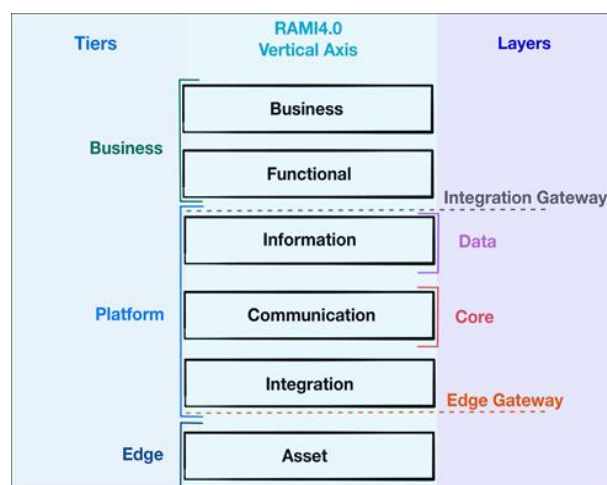 Tiers
RAMI4.0
Vertical Axis
Layers
Business
Business
Functional
Integration Gateway
Information
Data
Platform
Communication
Core
Integration
Edge Gateway
Edge
Asset